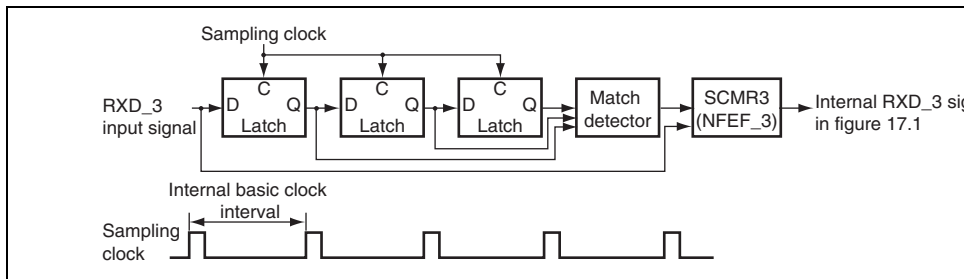 Sampling clock
C
C
C
RXD_3
input signal
D
Q
Latch
D
Q
Latch
D
Q
Latch
Match
detector
SCMR3
(NFEF_3)
Internal RXD_3 sig
in figure 17.1
Internal basic clock
interval
Sampling
clock